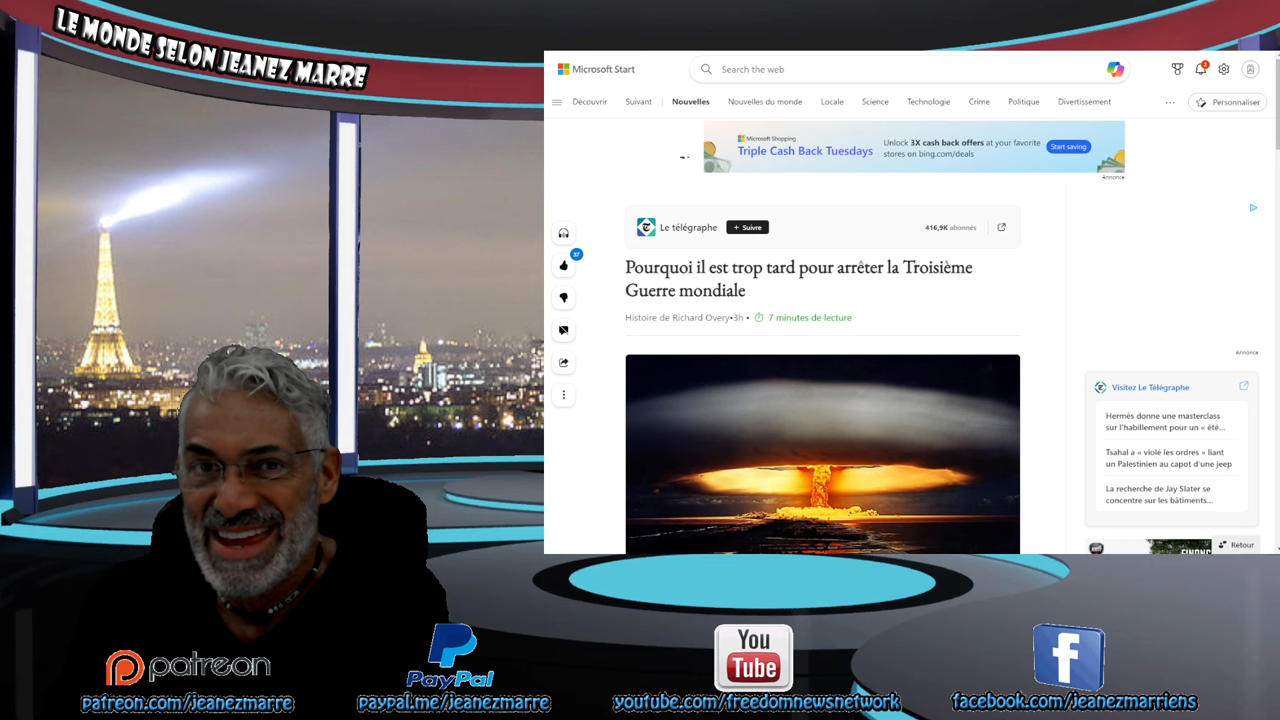 LE MONDE SELON JEANEZ MARRE
Microsoft Start
Search the web
2
Découvrir
Suivant
Nouvelles
Nouvelles du monde
Locale
Science
Technologie
Crime
Politique
Divertissement
...
Personnaliser
Microsoft Shopping
Triple Cash Back Tuesdays
Unlock 3X cash back offers at your favorite
stores on bing.com/deals
Start saving
Annonce
Le télégraphe
+ Suivre
416,9K abonnés
37
Pourquoi il est trop tard pour arrêter la Troisième
Guerre mondiale
Histoire de Richard Overy•3h •
7 minutes de lecture
Annonce
Visitez Le Télégraphe
Hermès donne une masterclass
sur l'habillement pour un « été...
Tsahal a « violé les ordres » liant
un Palestinien au capot d'une jeep
La recherche de Jay Slater se
concentre sur les bâtiments...
Retour
patreon
patreon.com/jeanezmarre
PayPal
paypal.me/jeanezmarre
You
Tube
youtube.com/freedomnewsnetwork
f
facebook.com/jeanezmarriens